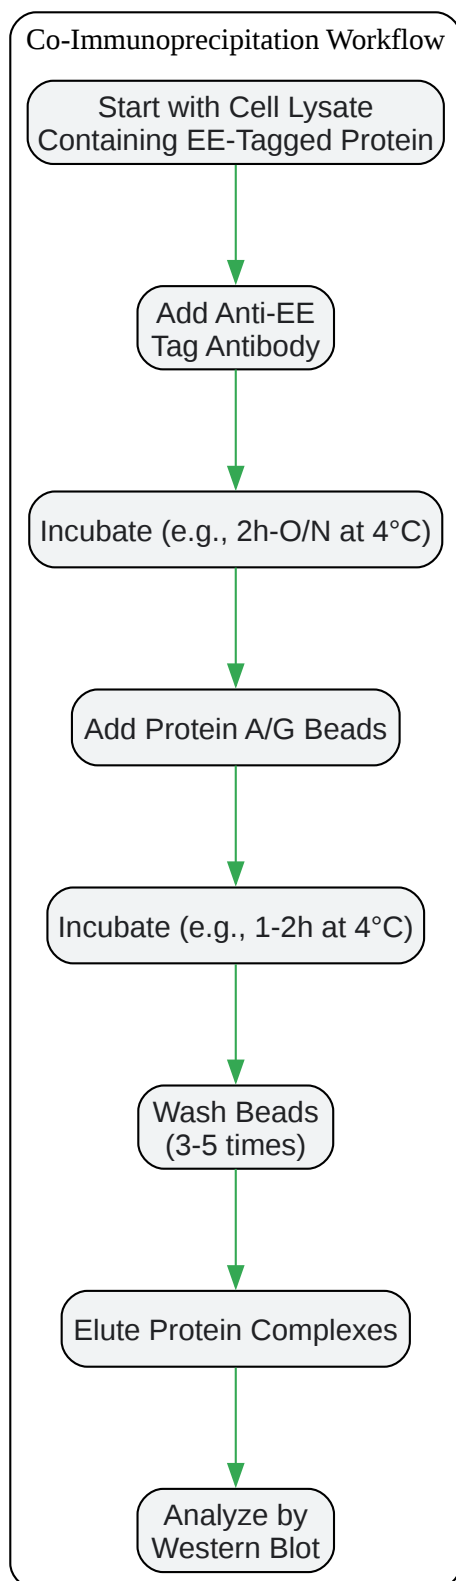 Co-Immunoprecipitation Workflow
Start with Cell Lysate
Containing EE-Tagged Protein
Add Anti-EE
Tag Antibody
Incubate (e.g., 2h-O/N at 4°C)
Add Protein A/G Beads
Incubate (e.g., 1-2h at 4°C)
Wash Beads
(3-5 times)
Elute Protein Complexes
Analyze by
Western Blot